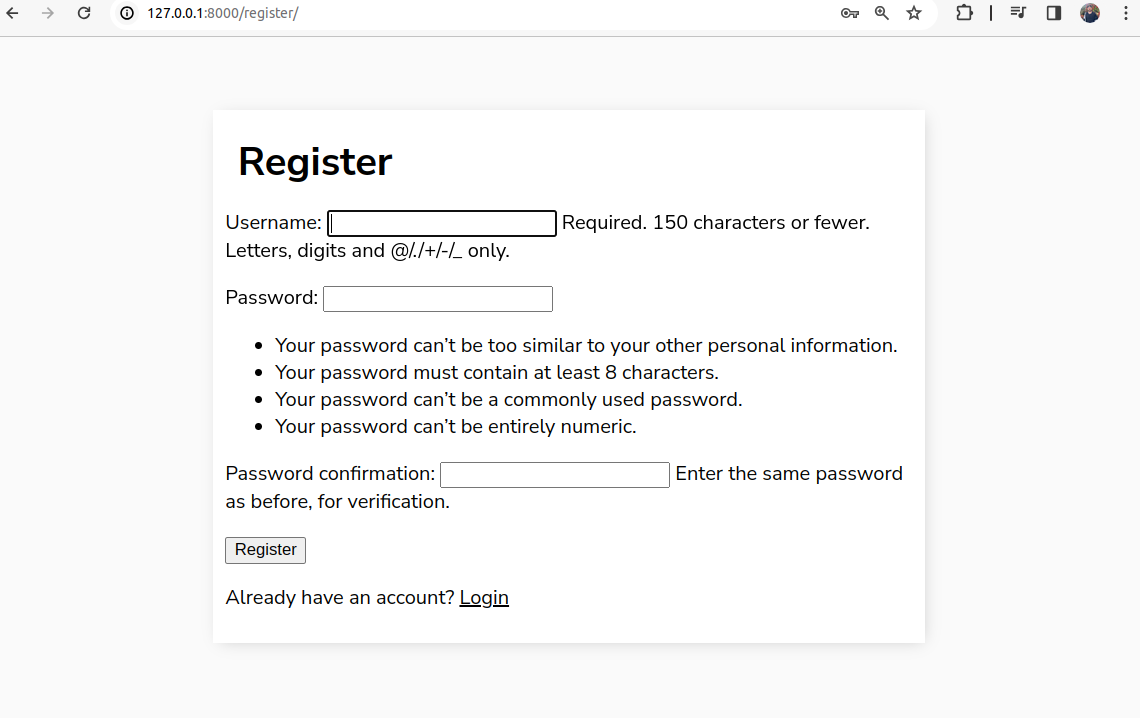 127.0.0.1:8000/register/
Register
Username: Required. 150 characters or fewer.
Letters, digits and @/./+/-/_ only.
Password:
• Your password can’t be too similar to your other personal information.
• Your password must contain at least 8 characters.
• Your password can’t be a commonly used password.
• Your password can’t be entirely numeric.
Password confirmation: Enter the same password
as before, for verification.
Register
Already have an account? Login